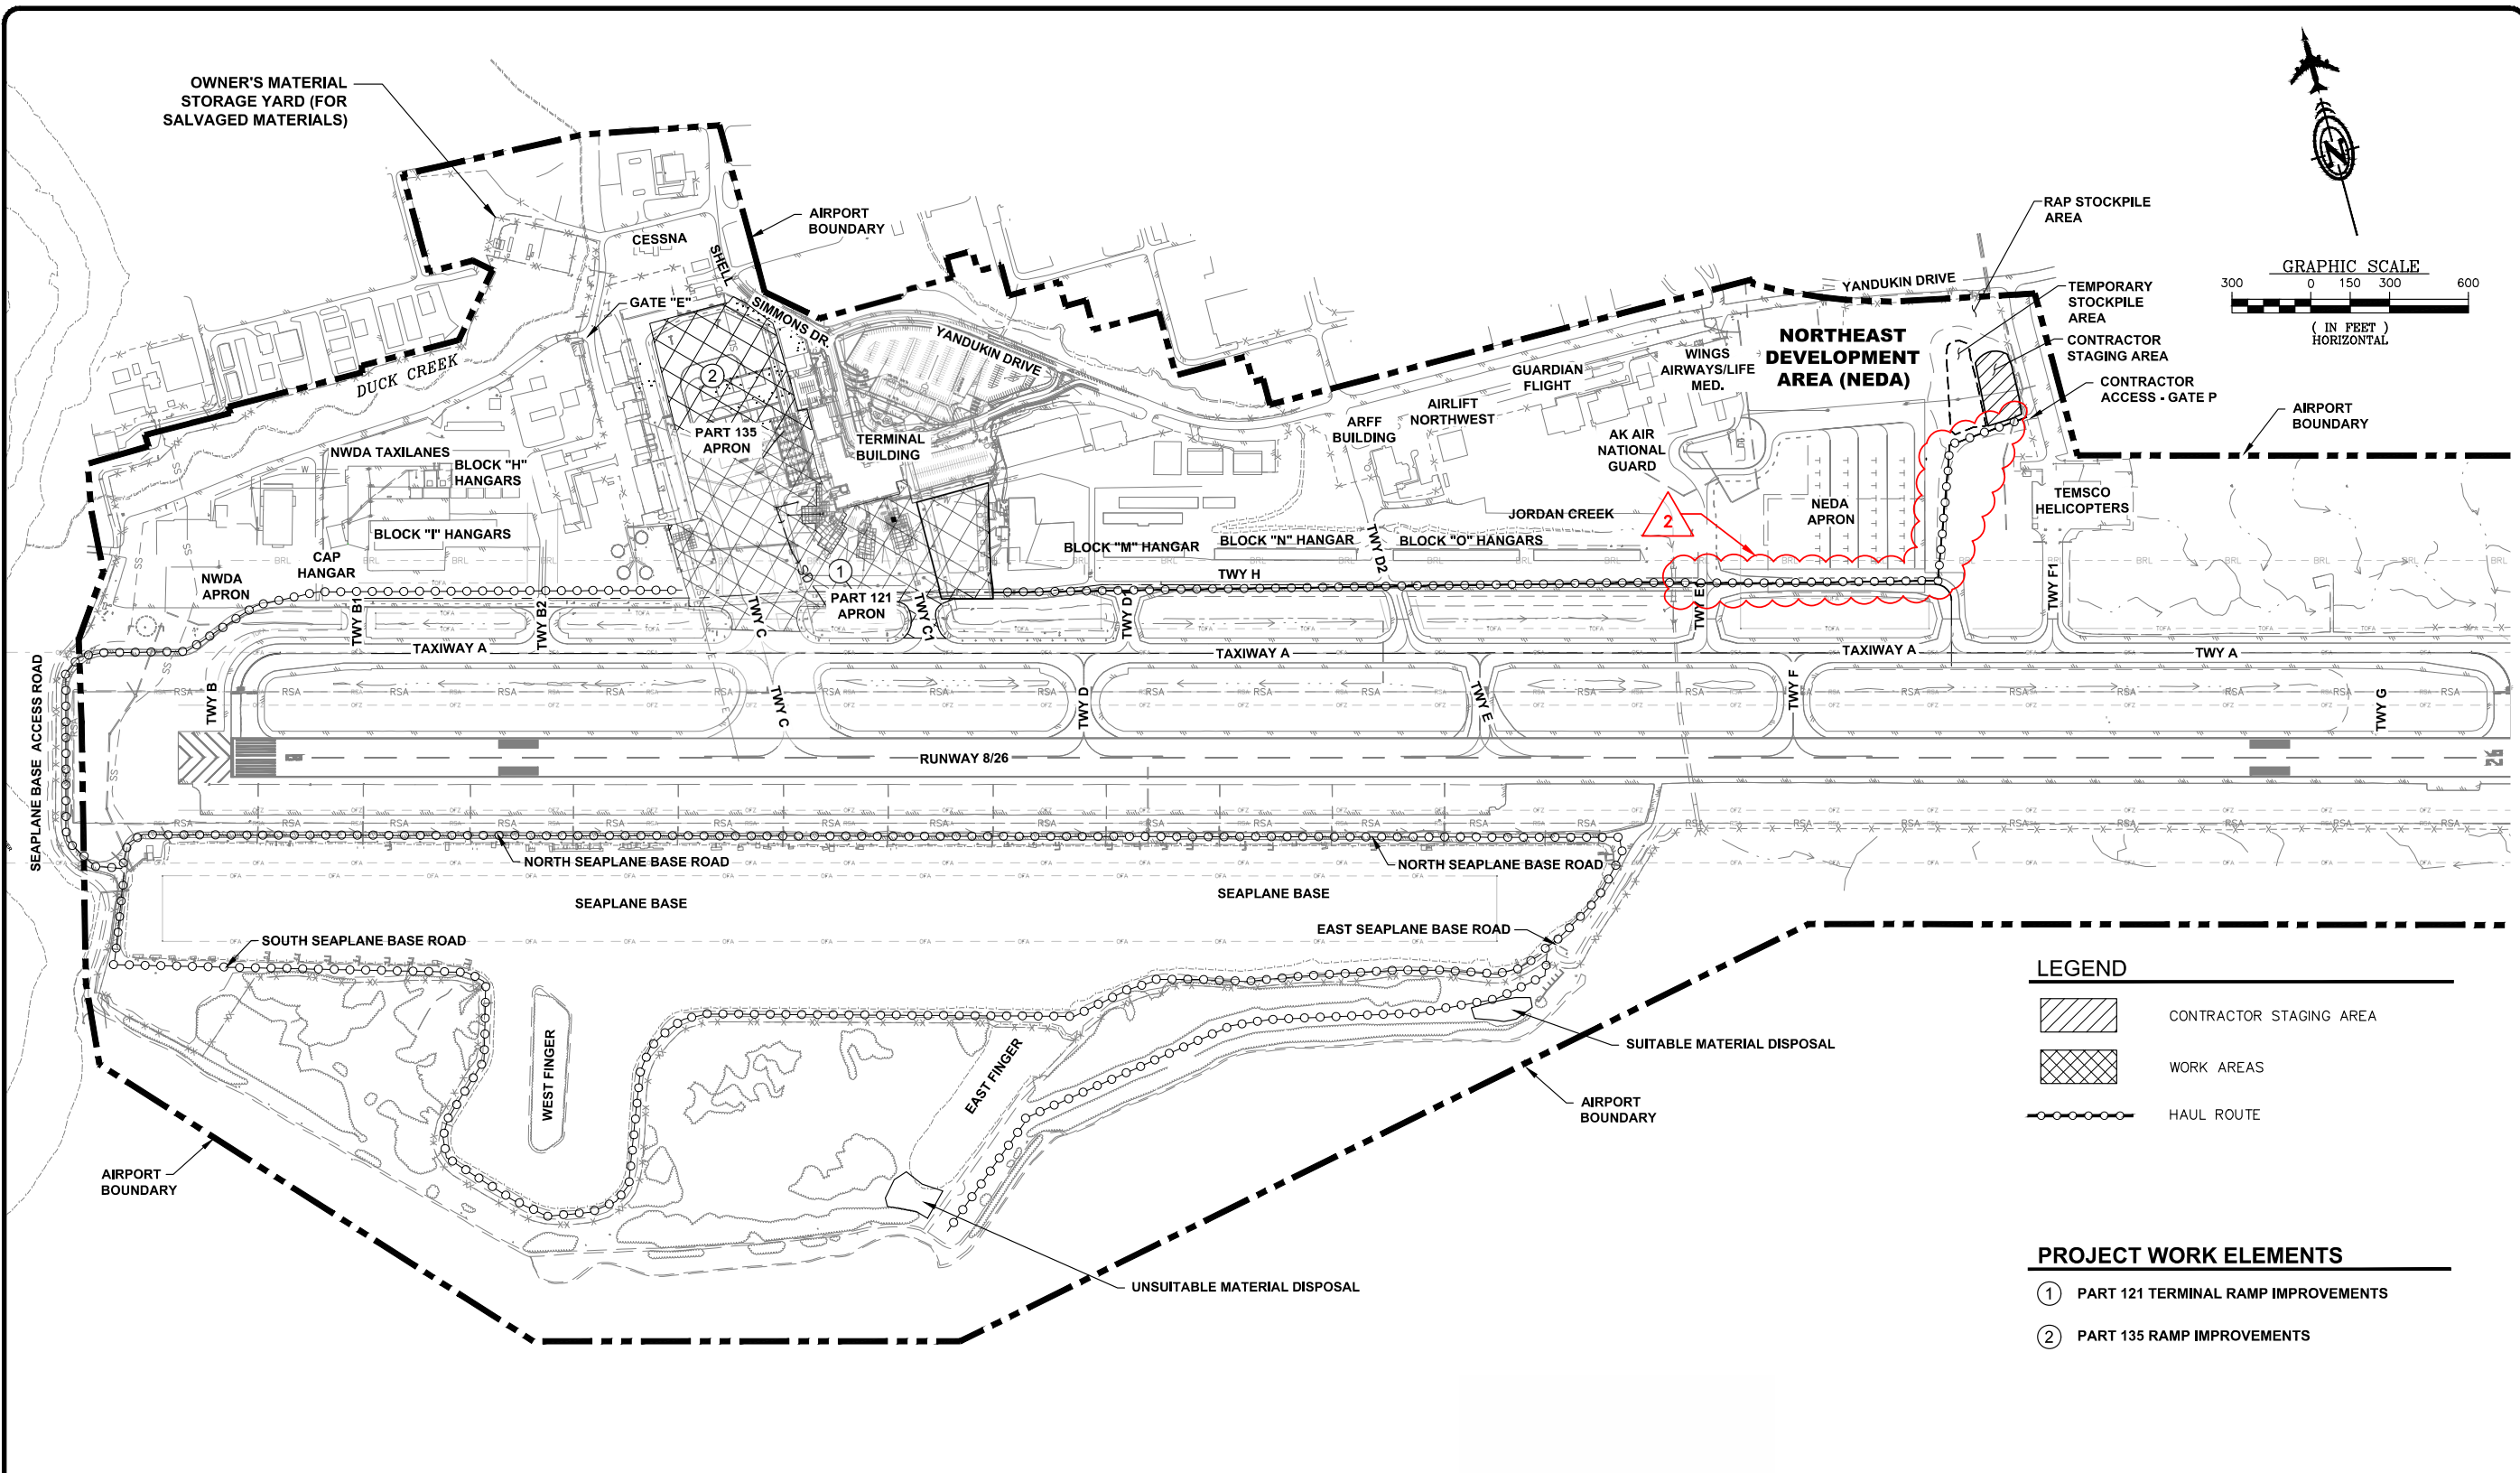 OWNER'S MATERIAL
STORAGE YARD (FOR
SALVAGED MATERIALS)
AIRPORT
BOUNDARY
CESSNA
SHELL
GATE "E"
SIMMONS DR.
YANDUKIN DRIVE
DUCK CREEK
2
PART 135
APRON
TERMINAL
BUILDING
NWDA TAXILANES
BLOCK "H"
HANGARS
BLOCK "I" HANGARS
CAP
HANGAR
NWDA
APRON
1
PART 121
APRON
N
GRAPHIC SCALE
300 0 150 300 600
( IN FEET )
HORIZONTAL
RAP STOCKPILE
AREA
YANDUKIN DRIVE
TEMPORARY
STOCKPILE
AREA
CONTRACTOR
STAGING AREA
CONTRACTOR
ACCESS - GATE P
AIRPORT
BOUNDARY
NORTHEAST
DEVELOPMENT
AREA (NEDA)
WINGS
AIRWAYS/LIFE
MED.
GUARDIAN
FLIGHT
AIRLIFT
NORTHWEST
ARFF
BUILDING
AK AIR
NATIONAL
GUARD
NEDA
APRON
TEMSCO
HELICOPTERS
JORDAN CREEK
2
BLOCK "M" HANGAR
BLOCK "N" HANGAR
BLOCK "O" HANGARS
TWY H
TWY D2
TWY F1
TWY B1
TWY B2
TWY C
TWY C1
TWY D1
TAXIWAY A
TAXIWAY A
TAXIWAY A
TWY A
TWY B
TWY C
TWY D
TWY E
TWY F
TWY G
RUNWAY 8/26
SEAPLANE BASE ACCESS ROAD
NORTH SEAPLANE BASE ROAD
NORTH SEAPLANE BASE ROAD
SEAPLANE BASE
SEAPLANE BASE
SOUTH SEAPLANE BASE ROAD
EAST SEAPLANE BASE ROAD
WEST FINGER
EAST FINGER
SUITABLE MATERIAL DISPOSAL
AIRPORT
BOUNDARY
AIRPORT
BOUNDARY
UNSUITABLE MATERIAL DISPOSAL
LEGEND
CONTRACTOR STAGING AREA
WORK AREAS
HAUL ROUTE
PROJECT WORK ELEMENTS
1 PART 121 TERMINAL RAMP IMPROVEMENTS
2 PART 135 RAMP IMPROVEMENTS